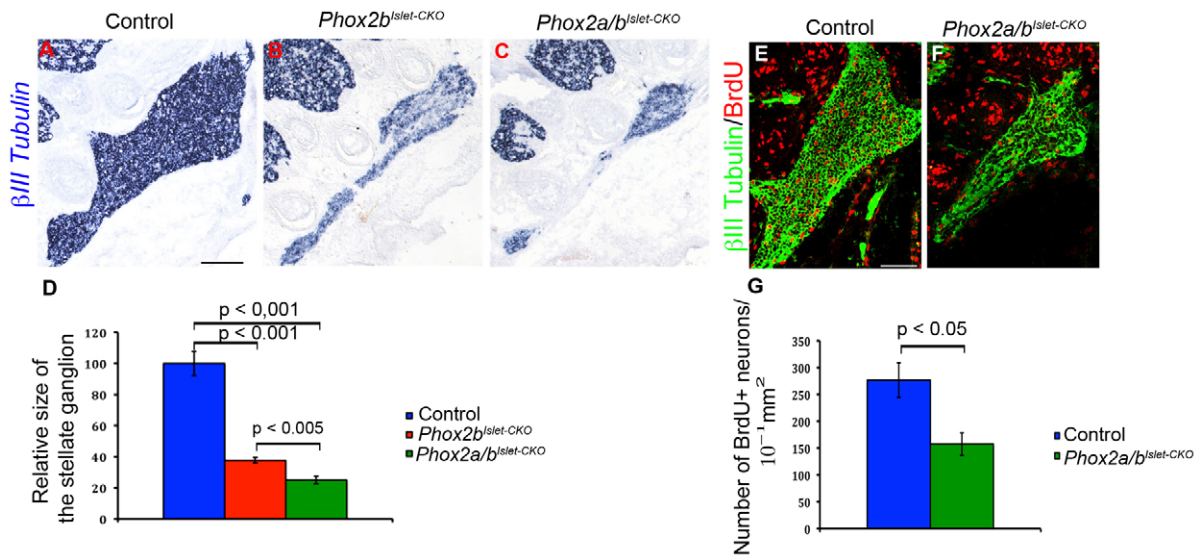 Control
Phox2b^Islet-CKO
Phox2a/b^Islet-CKO
A
B
C
βIII Tubulin
Control
Phox2a/b^Islet-CKO
E
F
βIII Tubulin/BrdU
D
p < 0,001
p < 0.001
p < 0.005
120
100
80
60
40
20
0
Relative size of
the stellate ganglion
Control
Phox2b^Islet-CKO
Phox2a/b^Islet-CKO
G
p < 0.05
350
300
250
200
150
100
50
0
Number of BrdU+ neurons/
10⁻¹mm²
Control
Phox2a/b^Islet-CKO